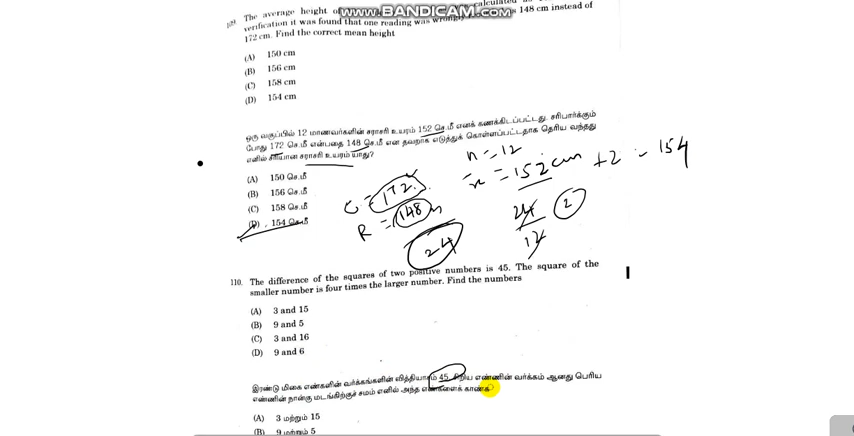 WWW.BANDICAM.COM
109. The average height of calculated
verification it was found that one reading was wrongly 148 cm instead of
172 cm. Find the correct mean height
(A) 150 cm
(B) 156 cm
(C) 158 cm
(D) 154 cm
ஒரு வகுப்பில் 12 மாணவர்களின் சராசரி உயரம் 152 செ.மீ எனக் கணக்கிடப்பட்டது. சரிபார்க்கும்
போது 172 செ.மீ என்பதை 148 செ.மீ என தவறாக எடுத்துக் கொள்ளப்பட்டதாக தெரிய வந்தது
எனில் சரியான சராசரி உயரம் யாது?
(A) 150 செ.மீ
(B) 156 செ.மீ
(C) 158 செ.மீ
(D) 154 செ.மீ
n = 12
x = 152 cm + 2 = 154
C = 172
R = 148
24
24 2
12
110. The difference of the squares of two positive numbers is 45. The square of the
smaller number is four times the larger number. Find the numbers
(A) 3 and 15
(B) 9 and 5
(C) 3 and 16
(D) 9 and 6
இரண்டு மிகை எண்களின் வர்க்கங்களின் வித்தியாசம் 45. சிறிய எண்ணின் வர்க்கம் ஆனது பெரிய
எண்ணின் நான்கு மடங்கிற்குச் சமம் எனில் அந்த எண்களைக் காண்க
(A) 3 மற்றும் 15
(B) 9 மற்றும் 5